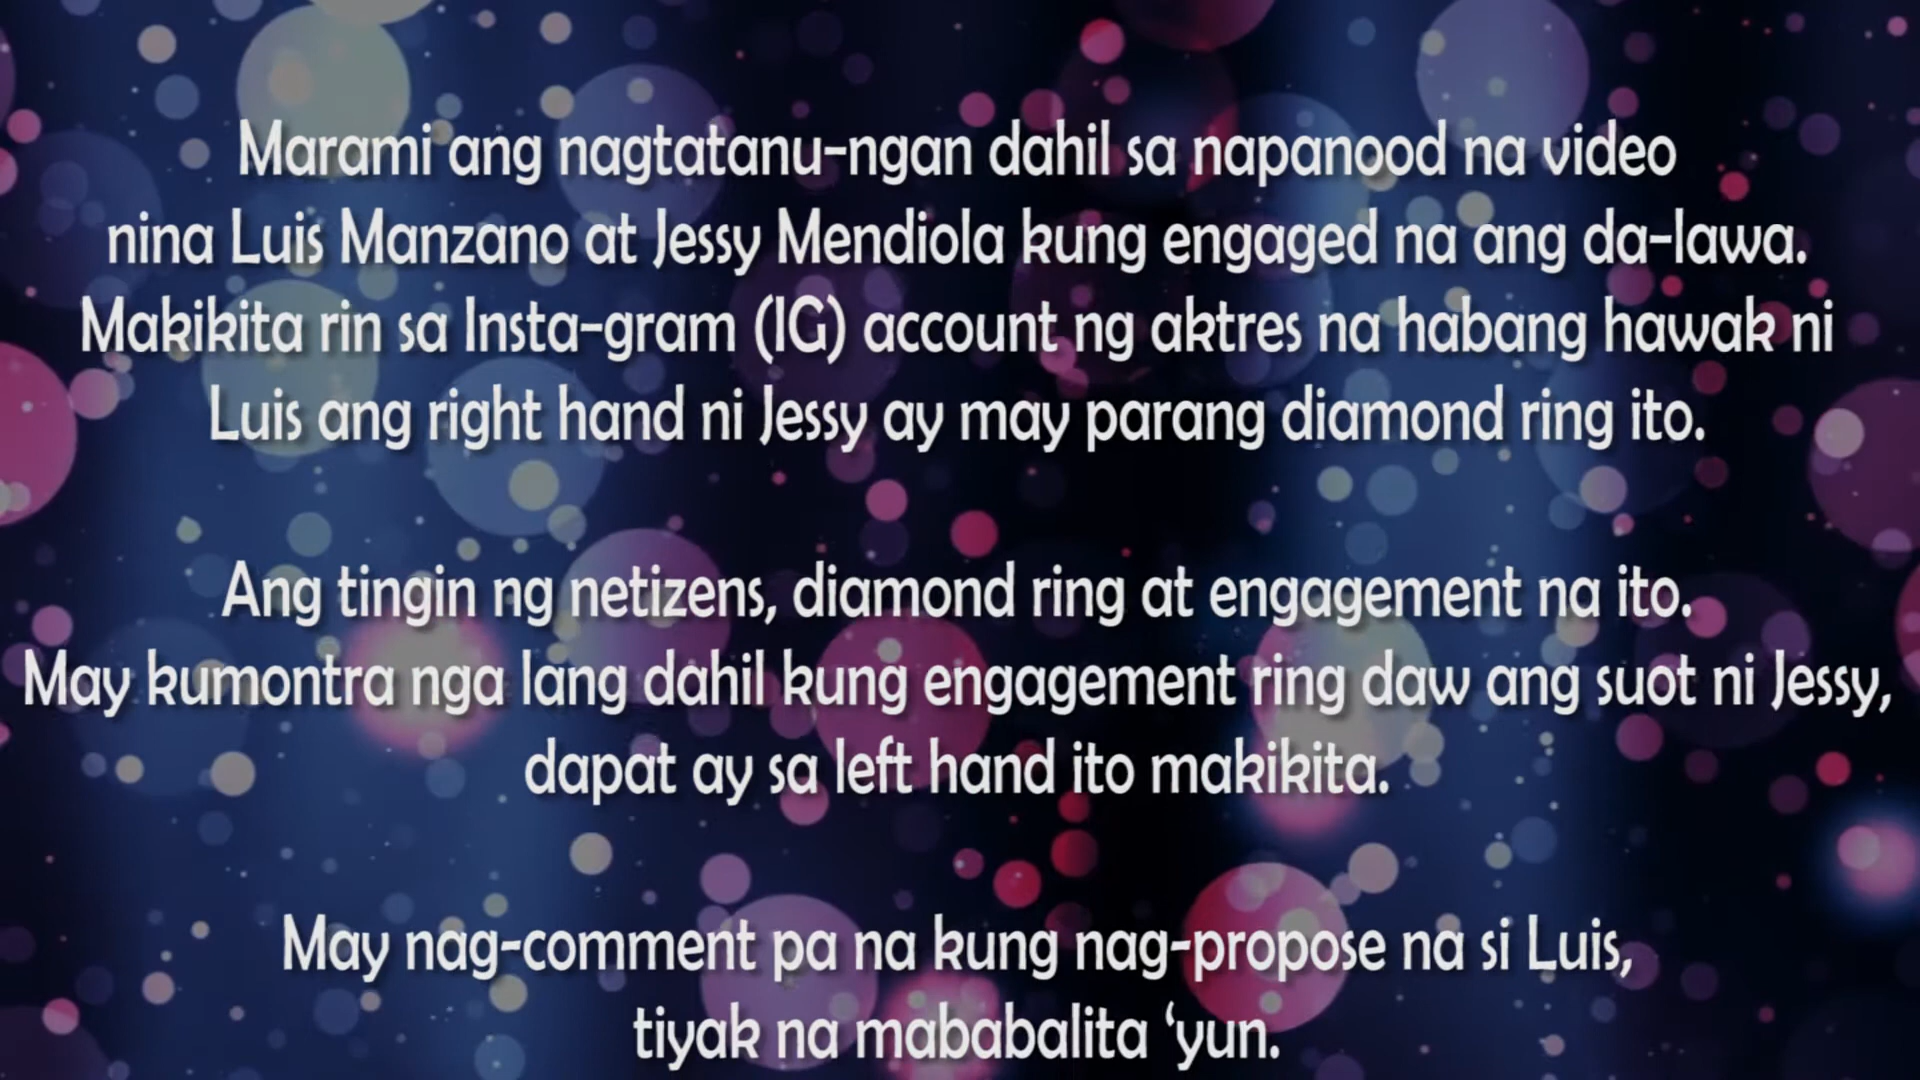 Marami ang nagtatanu-ngan dahil sa napanood na video
nina Luis Manzano at Jessy Mendiola kung engaged na ang da-lawa.
Makikita rin sa Insta-gram (IG) account ng aktres na habang hawak ni
Luis ang right hand ni Jessy ay may parang diamond ring ito.
Ang tingin ng netizens, diamond ring at engagement na ito.
May kumontra nga lang dahil kung engagement ring daw ang suot ni Jessy,
dapat ay sa left hand ito makikita.
May nag-comment pa na kung nag-propose na si Luis,
tiyak na mababalita ‘yun.